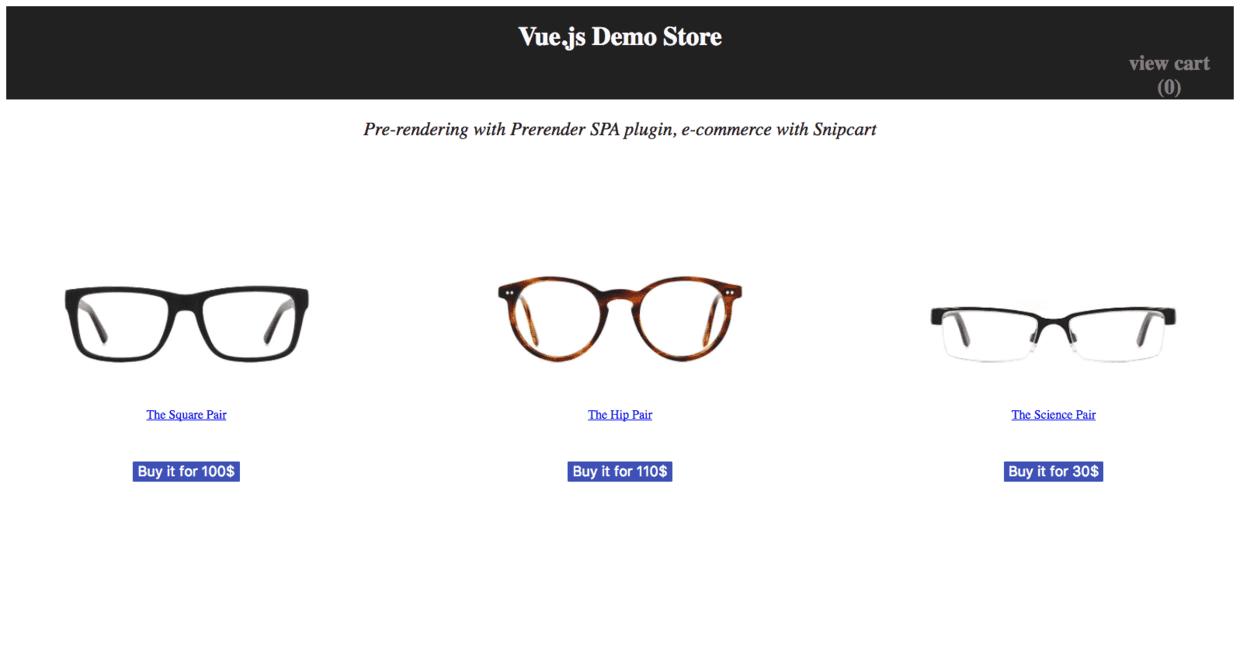 Vue.js Demo Store
view cart
(0)
Pre-rendering with Prerender SPA plugin, e-commerce with Snipcart
The Square Pair
The Hip Pair
The Science Pair
Buy it for 100$
Buy it for 110$
Buy it for 30$